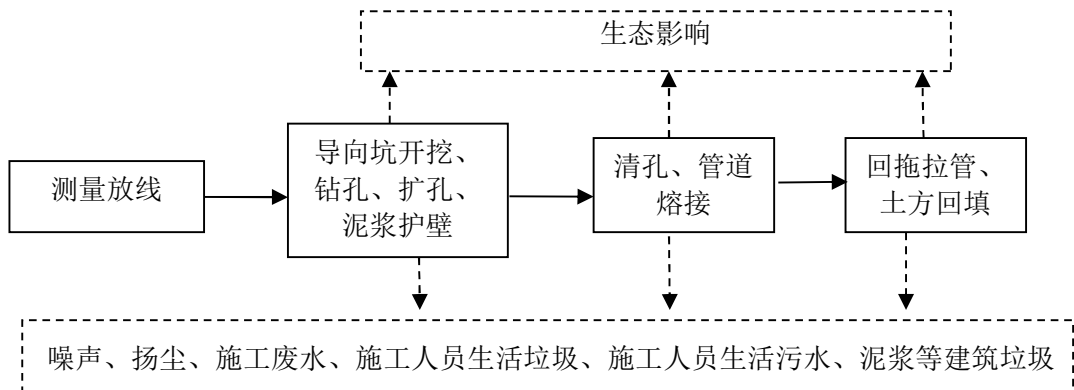 生态影响
测量放线
导向坑开挖、
钻孔、扩孔、
泥浆护壁
清孔、管道
熔接
回拖拉管、
土方回填
噪声、扬尘、施工废水、施工人员生活垃圾、施工人员生活污水、泥浆等建筑垃圾